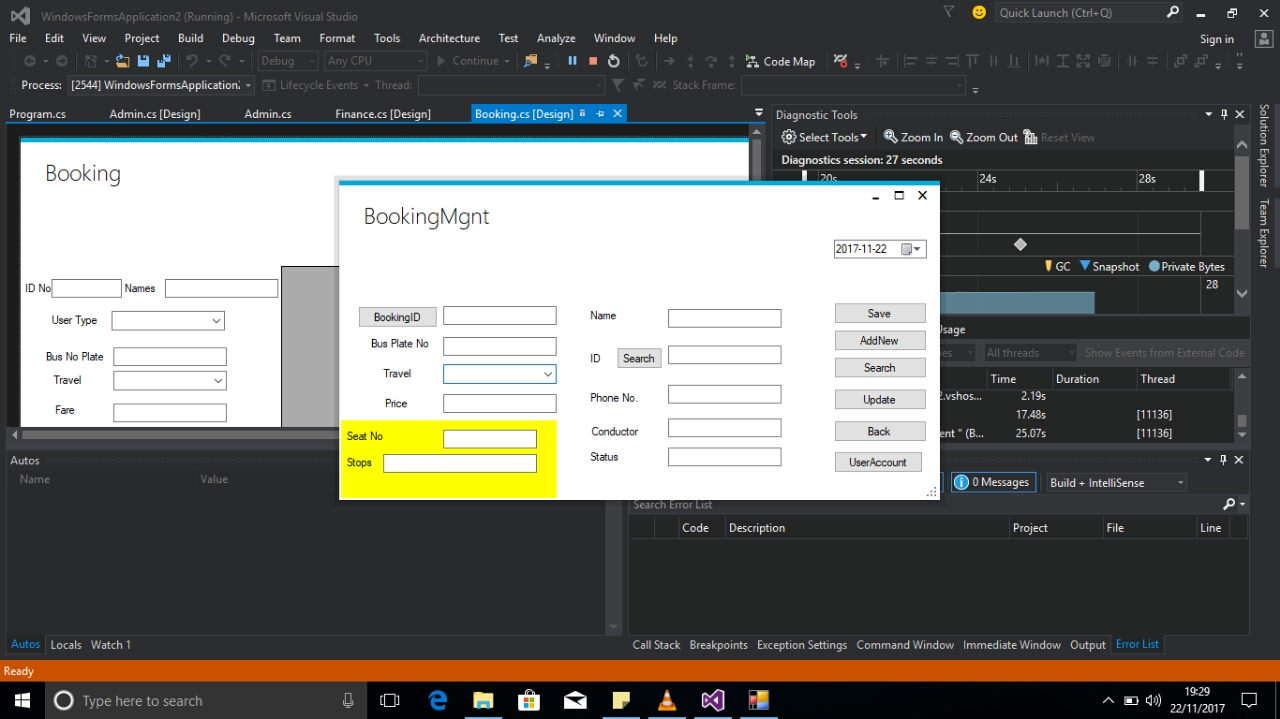 WindowsFormsApplication2 (Running) - Microsoft Visual Studio
Quick Launch (Ctrl+Q)
File Edit View Project Build Debug Team Format Tools Architecture Test Analyze Window Help
Sign in
Debug Any CPU Continue Code Map
Process: [2544] WindowsFormsApplication: Lifecycle Events Thread: Stack Frame:
Program.cs Admin.cs [Design] Admin.cs Finance.cs [Design] Booking.cs [Design]
Booking
ID No Names
User Type
Bus No Plate
Travel
Fare
BookingMgnt
2017-11-22
BookingID
Bus Plate No
Travel
Price
Seat No
Stops
Name
ID Search
Phone No.
Conductor
Status
Save
AddNew
Search
Update
Back
UserAccount
Diagnostic Tools
Select Tools Zoom In Zoom Out Reset View
Diagnostics session: 27 seconds
20s 24s 28s
GC Snapshot Private Bytes
28
Usage
All threads Show Events from External Code
Time Duration Thread
2.vshos... 2.19s
17.48s [11136]
ent " (B... 25.07s [11136]
Solution Explorer
Team Explorer
Autos
Name Value
0 Messages Build + IntelliSense
Search Error List
Code Description Project File Line
Autos Locals Watch 1
Call Stack Breakpoints Exception Settings Command Window Immediate Window Output Error List
Ready
Type here to search
19:29
22/11/2017